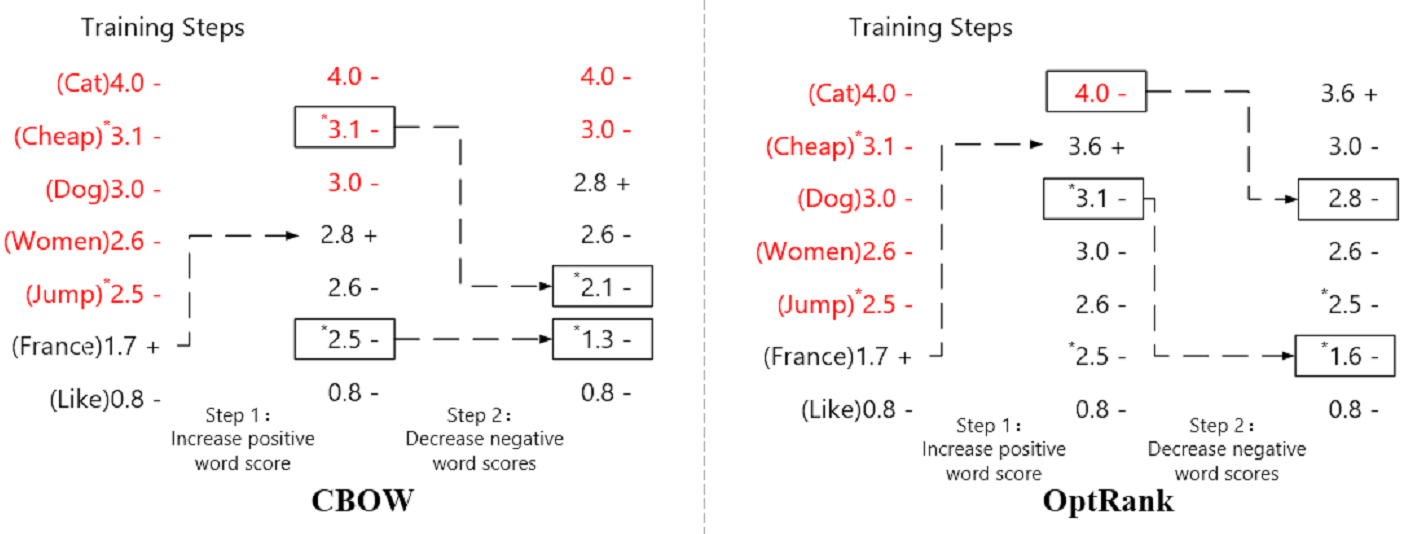 Training Steps
(Cat)4.0 - 4.0 - 4.0 -
(Cheap)*3.1 - *3.1 - 3.0 -
(Dog)3.0 - 3.0 - 2.8 +
(Women)2.6 - 2.8 + 2.6 -
(Jump)*2.5 - 2.6 - *2.1 -
(France)1.7 + *2.5 - *1.3 -
(Like)0.8 - 0.8 - 0.8 -
Step 1:
Increase positive
word score
Step 2:
Decrease negative
word scores
CBOW
Training Steps
(Cat)4.0 - 4.0 - 3.6 +
(Cheap)*3.1 - 3.6 + 3.0 -
(Dog)3.0 - *3.1 - 2.8 -
(Women)2.6 - 3.0 - 2.6 -
(Jump)*2.5 - 2.6 - *2.5 -
(France)1.7 + *2.5 - *1.6 -
(Like)0.8 - 0.8 - 0.8 -
Step 1:
Increase positive
word score
Step 2:
Decrease negative
word scores
OptRank